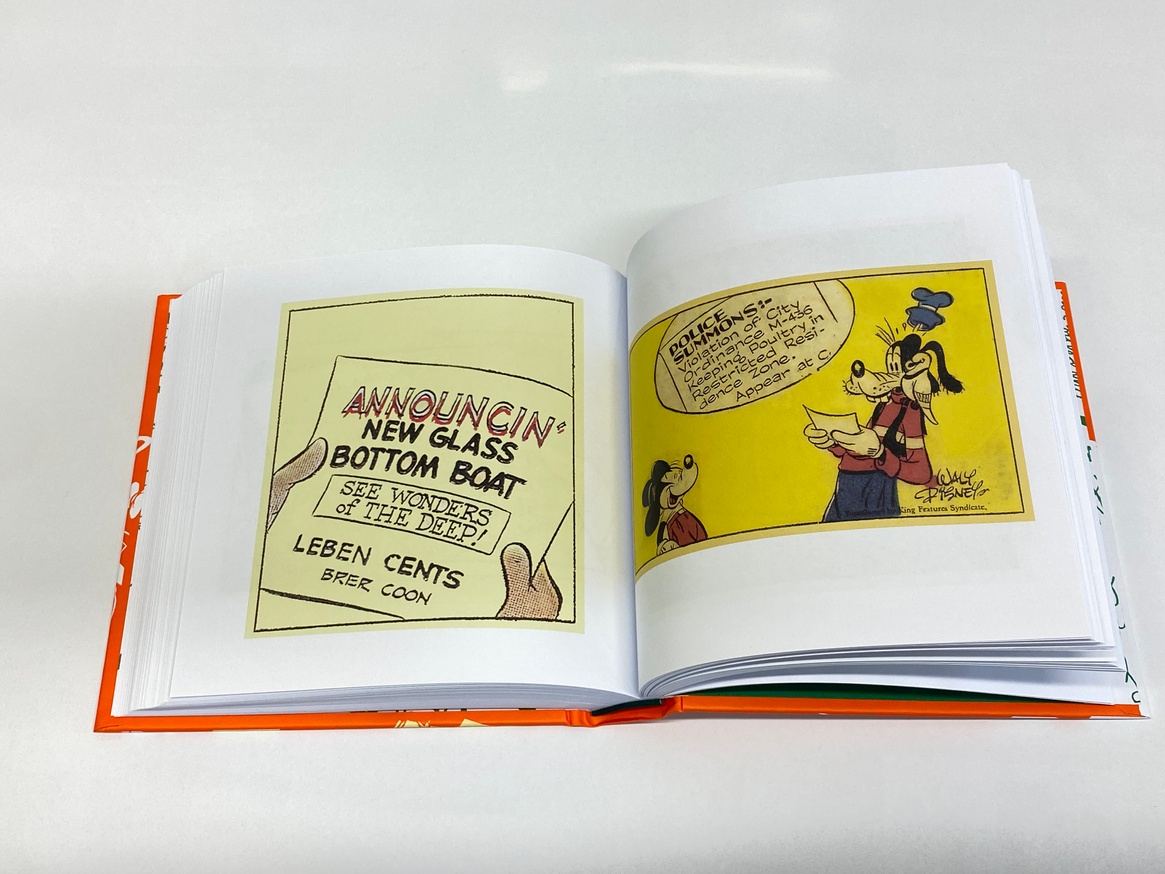 ANNOUNCIN'
NEW GLASS
BOTTOM BOAT
SEE WONDERS
of THE DEEP!
LEBEN CENTS
BRER COON
POLICE
SUMMONS:-
Violation of City
Ordinance M-436
Keeping Poultry in
Restricted Resi-
dence Zone.
Appear at C.
WALT
DISNEY
King Features Syndicate,